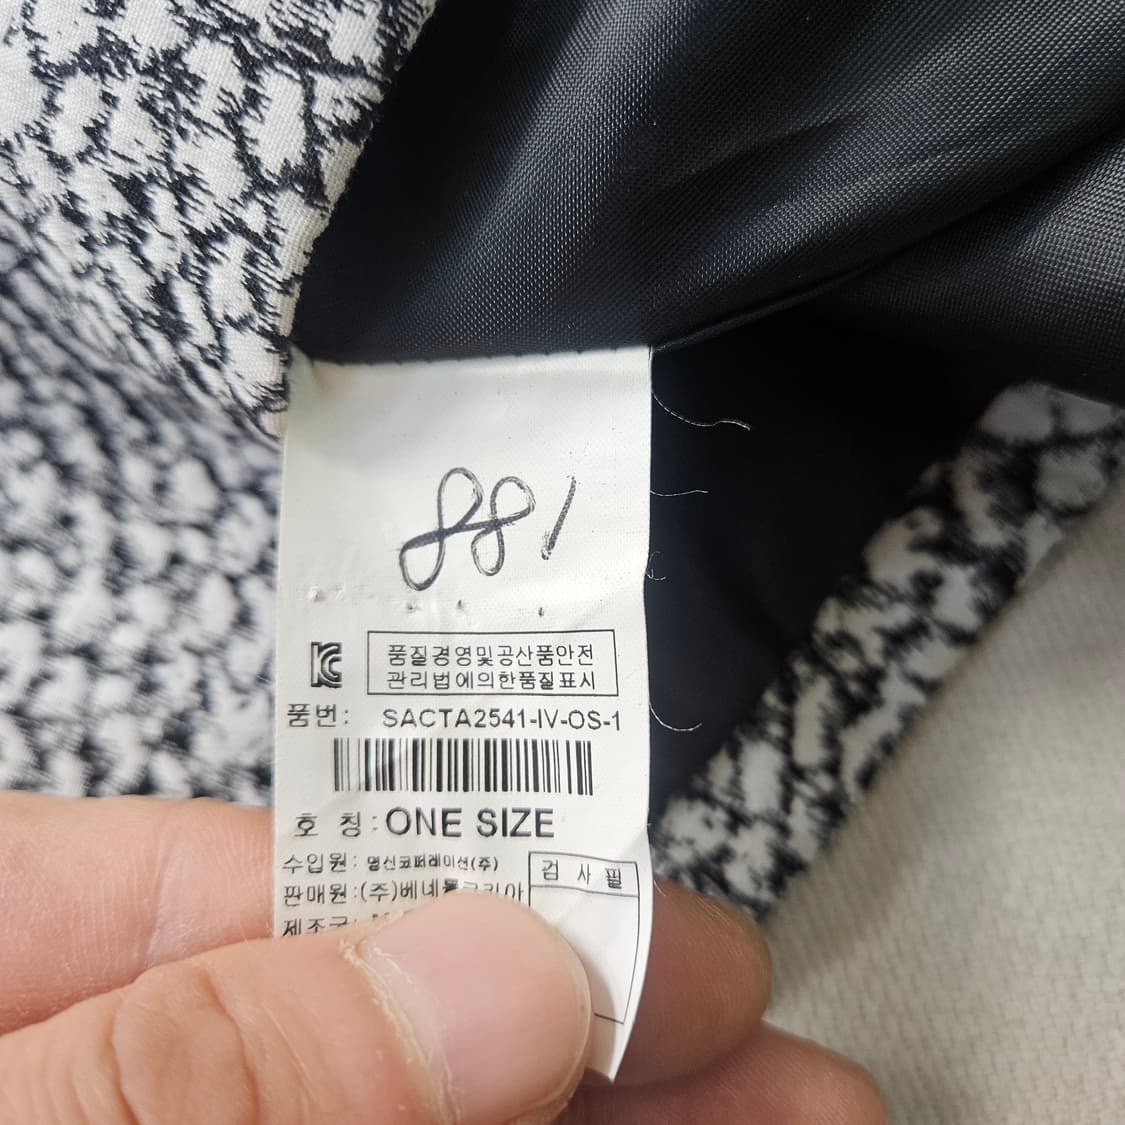 881
품질경영및공산품안전
관리법에의한품질표시
품번: SACTA2541-IV-OS-1
호 칭: ONE SIZE
수입원: 명신코퍼레이션(주)
검 사 필
판매원:(주)베네통코리아